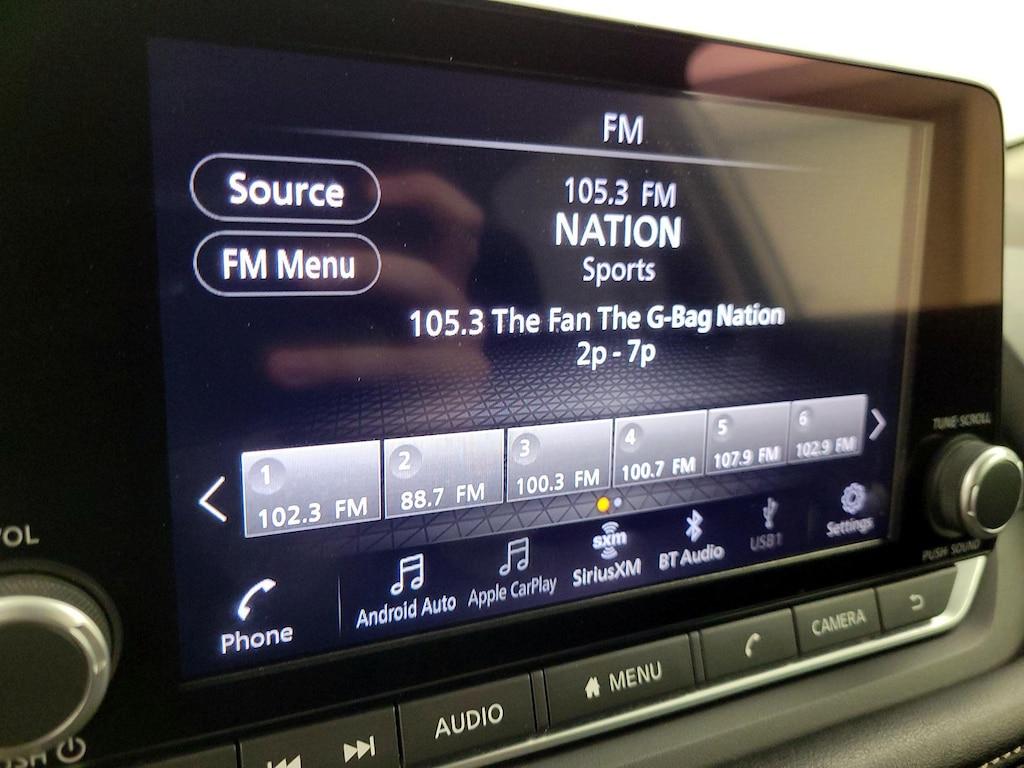 FM
Source
FM Menu
105.3 FM
NATION
Sports
105.3 The Fan The G-Bag Nation
2p - 7p
1
102.3 FM
2
88.7 FM
3
100.3 FM
4
100.7 FM
5
107.9 FM
6
102.9 FM
Phone
Android Auto
Apple CarPlay
sxm
SiriusXM
BT Audio
USB1
Settings
TUNE·SCROLL
PUSH SOUND
AUDIO
MENU
CAMERA